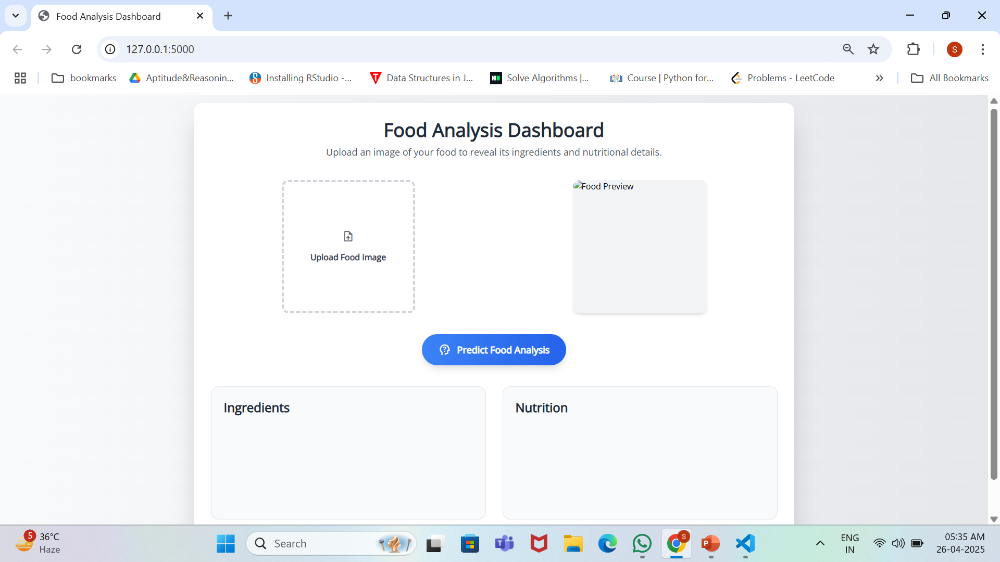 Food Analysis Dashboard
127.0.0.1:5000
S
bookmarks
Aptitude&Reasonin...
Installing RStudio -...
Data Structures in J...
Solve Algorithms |...
Course | Python for...
Problems - LeetCode
All Bookmarks
Food Analysis Dashboard
Upload an image of your food to reveal its ingredients and nutritional details.
Upload Food Image
Food Preview
Predict Food Analysis
Ingredients
Nutrition
5
36°C
Haze
Search
S
ENG
IN
05:35 AM
26-04-2025